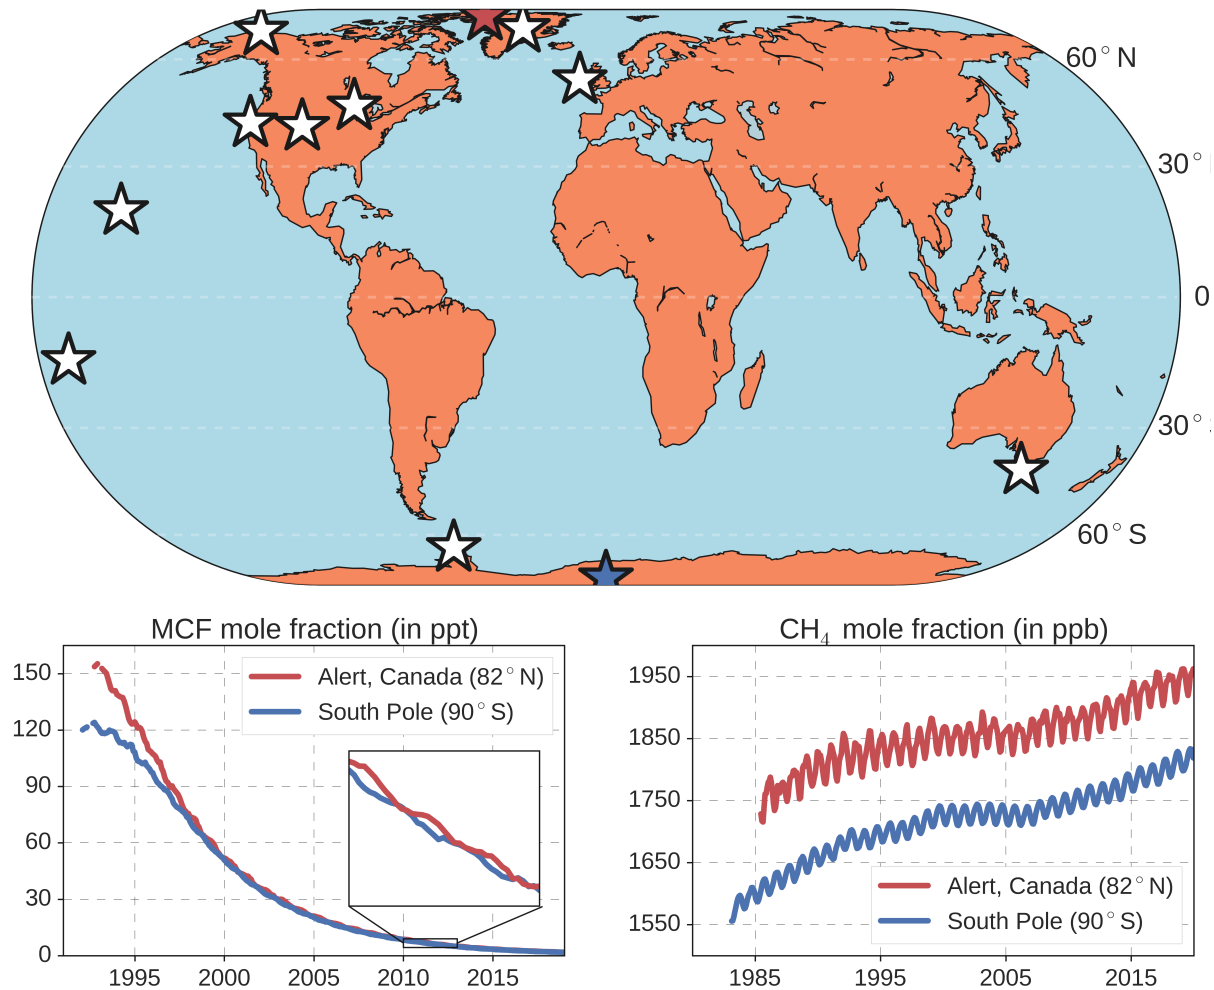 60° N
30°
0
30°
60° S
MCF mole fraction (in ppt)
150
120
90
60
30
0
1995 2000 2005 2010 2015
Alert, Canada (82° N)
South Pole (90° S)
CH₄ mole fraction (in ppb)
1950
1850
1750
1650
1550
1985 1995 2005 2015
Alert, Canada (82° N)
South Pole (90° S)